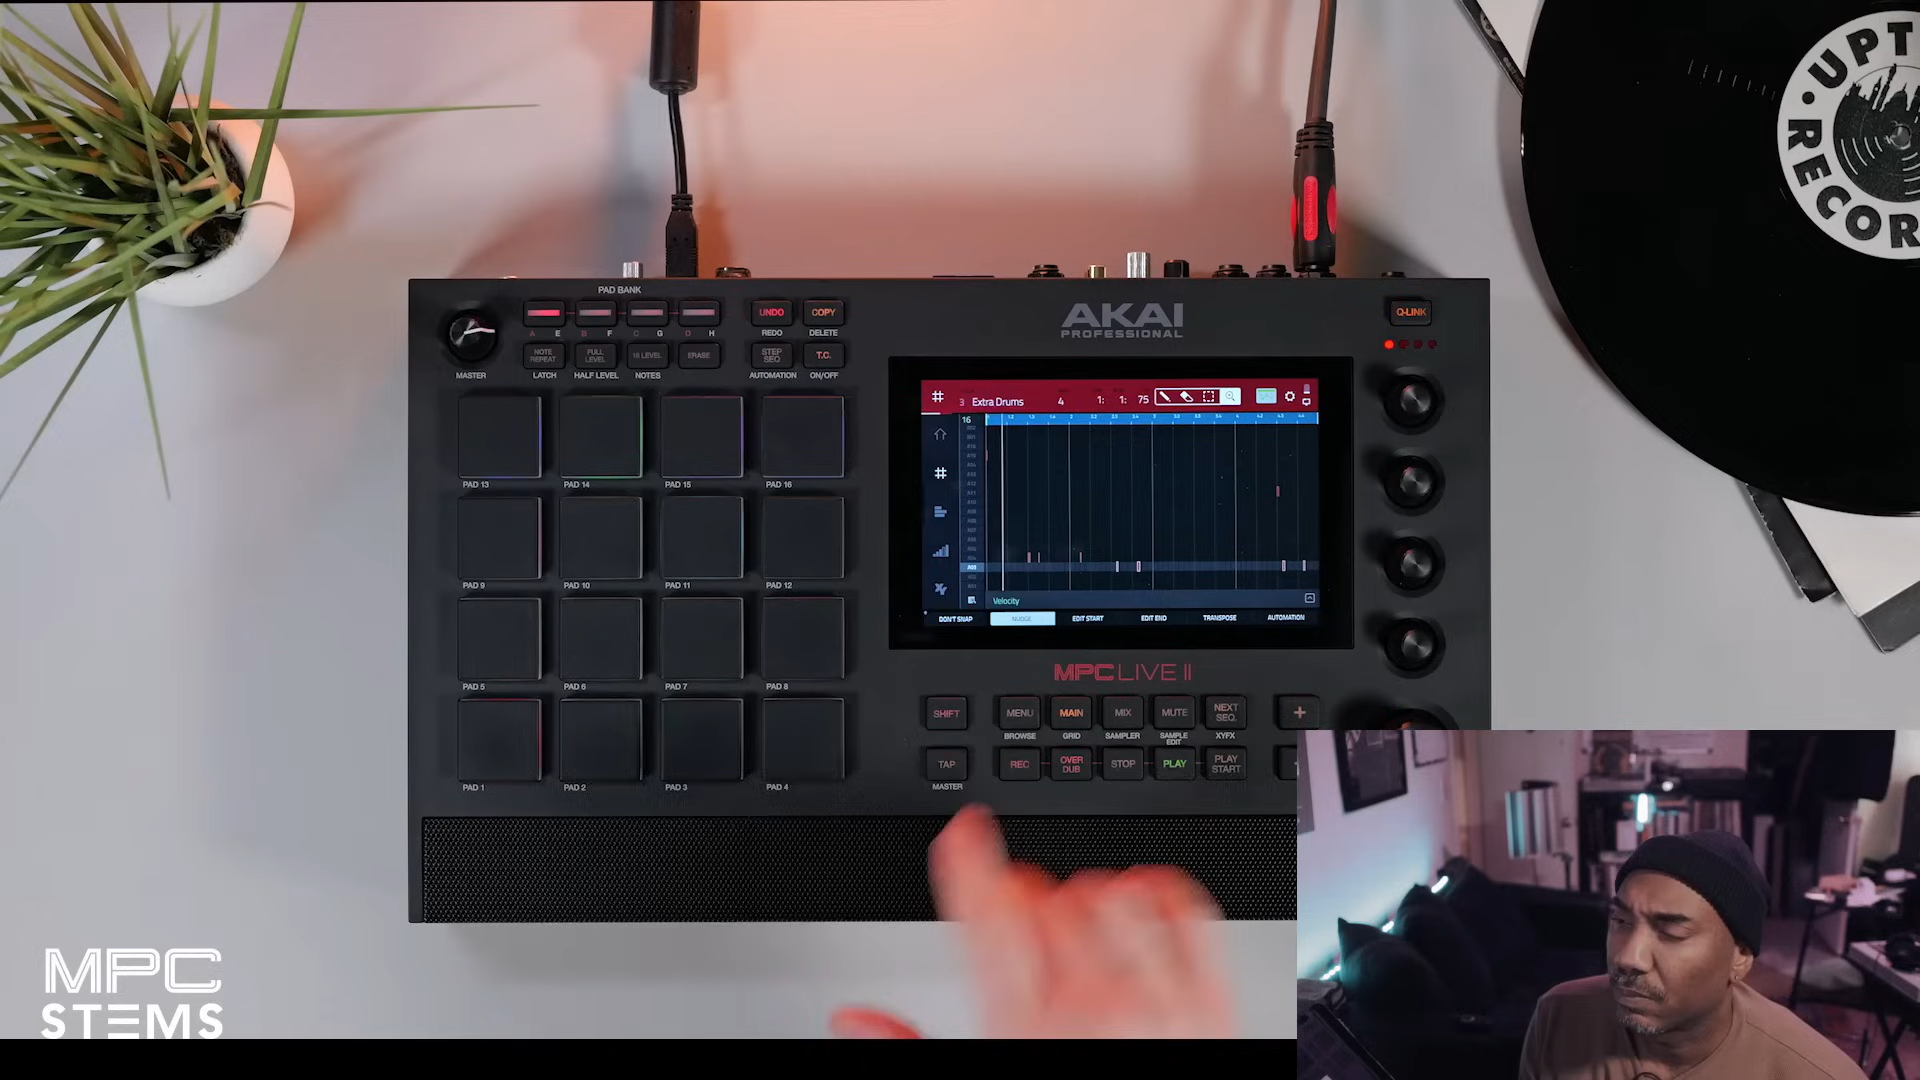 UPT
RECOR
PAD BANK
A E B F C G D H
UNDO COPY
REDO DELETE
NOTE REPEAT FULL LEVEL 16 LEVEL ERASE
STEP SEQ T.C.
MASTER LATCH HALF LEVEL NOTES AUTOMATION ON/OFF
AKAI
PROFESSIONAL
Q-LINK
3 Extra Drums 4 1: 1: 75
16
Velocity
DON'T SNAP NUDGE EDIT START EDIT END TRANSPOSE AUTOMATION
PAD 13 PAD 14 PAD 15 PAD 16
PAD 9 PAD 10 PAD 11 PAD 12
PAD 5 PAD 6 PAD 7 PAD 8
PAD 1 PAD 2 PAD 3 PAD 4
MPC LIVE II
SHIFT MENU MAIN MIX MUTE NEXT SEQ. +
BROWSE GRID SAMPLER SAMPLE EDIT XYFX
TAP REC OVER DUB STOP PLAY PLAY START
MASTER
MPC
STEMS